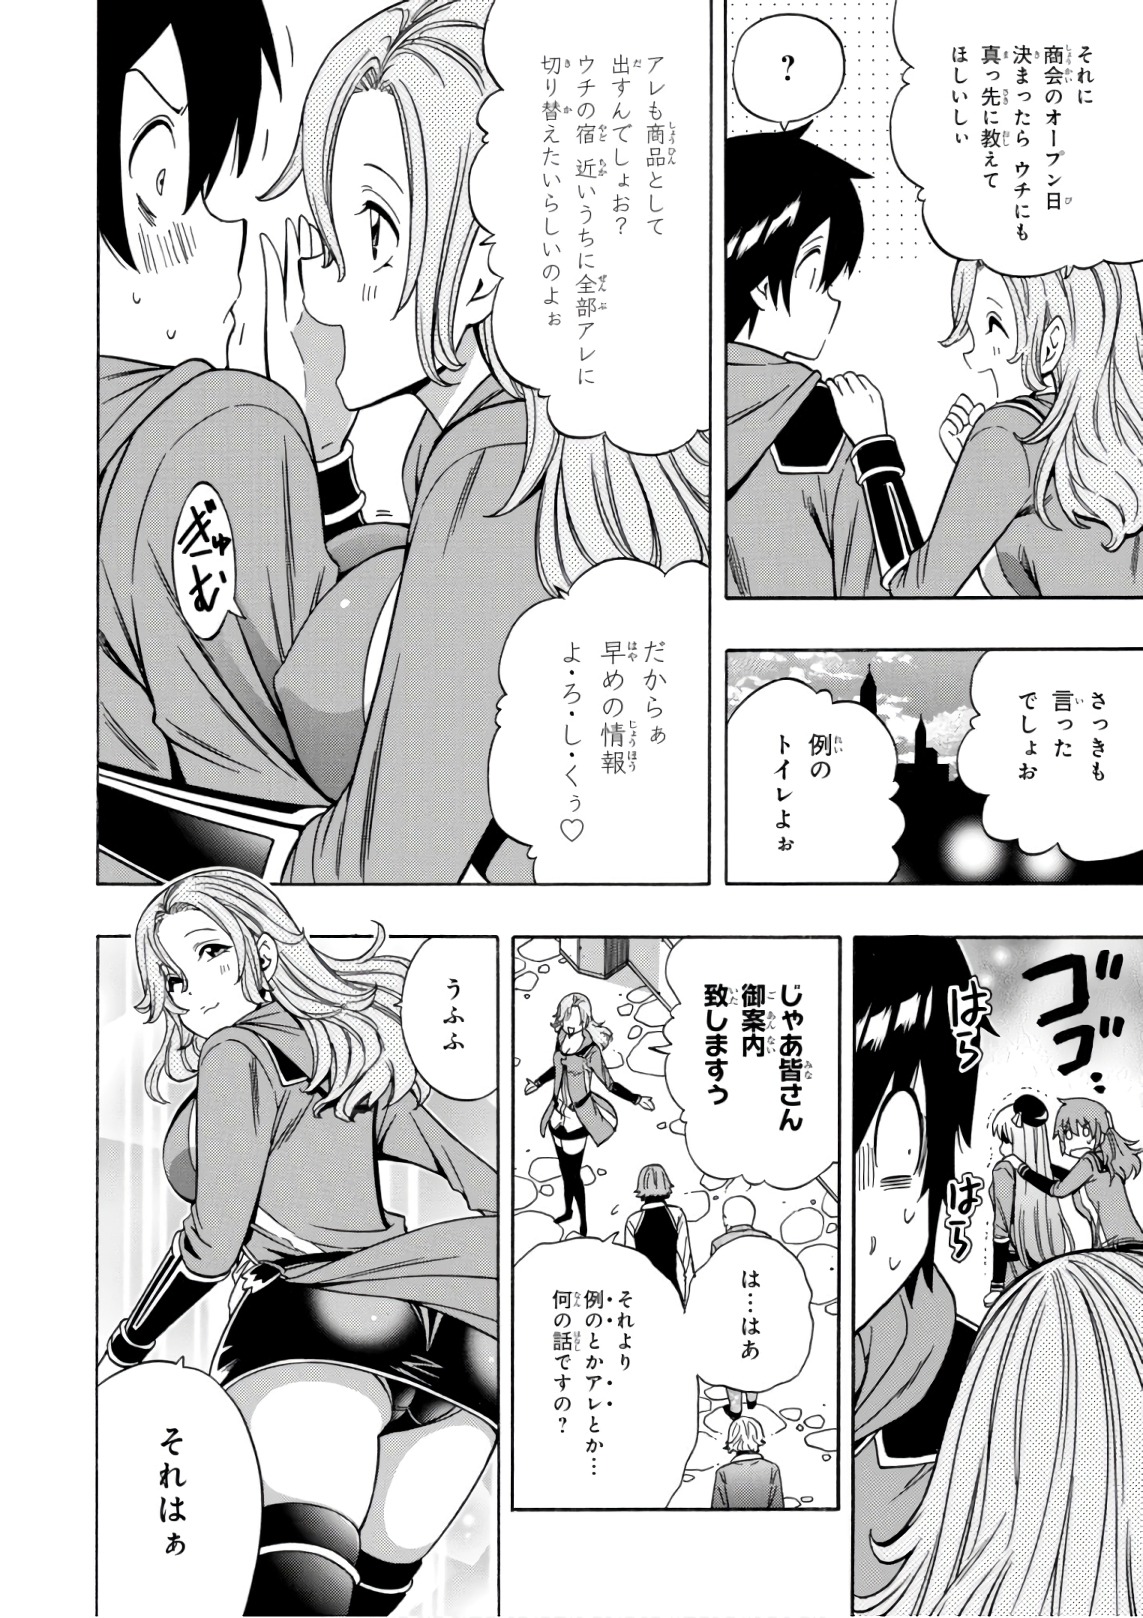 それに
商会のオープン日
決まったら ウチにも
真っ先に教えて
ほしいしぃ
？
さっきも
言った
でしょお
例の
トイレよぉ
アレも商品として
出すんでしょお？
ウチの宿 近いうちに全部アレに
切り替えたいらしいのよぉ
ぎゅむ
だからぁ
早めの情報
よ・ろ・し・くぅ♡
ゴゴゴ
はら
はら
じゃあ皆さん
御案内
致しますぅ
は…はあ
それより
例のとかアレとか…
何の話ですの？
うふふ
それはぁ